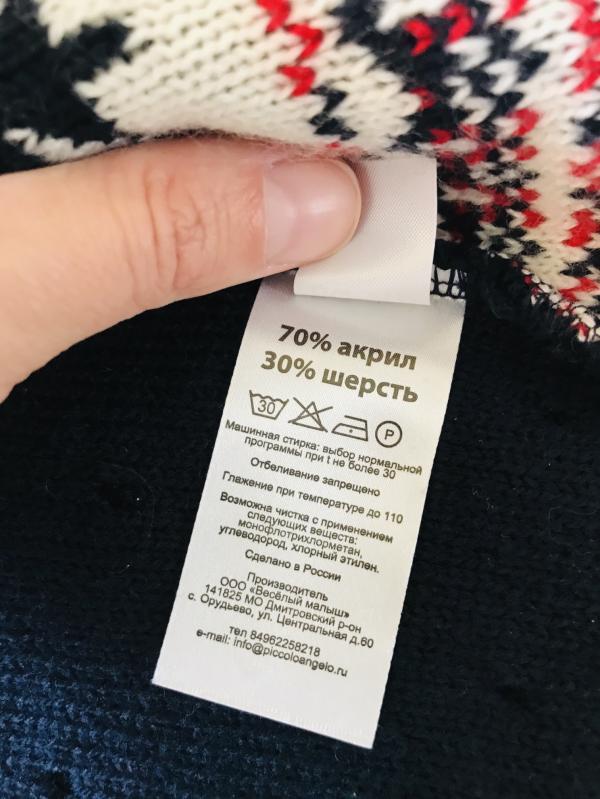 70% акрил
30% шерсть
30
P
Машинная стирка: выбор нормальной
программы при t не более 30
Отбеливание запрещено
Глажение при температуре до 110
Возможна чистка с применением
следующих веществ:
монофлотрихлорметан,
углеводород, хлорный этилен.
Сделано в России
Производитель
ООО «Весёлый малыш»
141825 МО Дмитровский р-он
с. Орудьево, ул. Центральная д.60
тел 84962258218
e-mail: info@piccoloangelo.ru